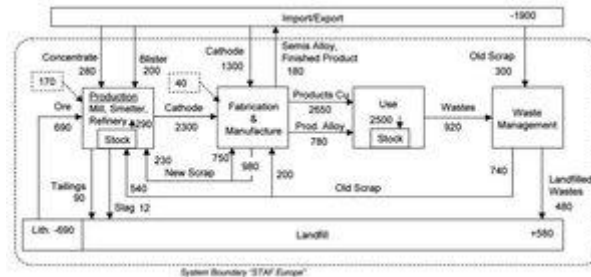 Import/Export
-1900
Concentrate
280
Blister
200
Cathode
1300
Semis Alloy,
Finished Product
180
Old Scrap
300
170
40
Ore
690
Production
Mill, Smelter,
Refinery
290
Stock
Cathode
2300
Fabrication
&
Manufacture
Products Cu
2650
Prod. Alloy
780
Use
2500
Stock
Wastes
920
Waste
Management
230
750
980
New Scrap
540
200
Old Scrap
740
Tailings
90
Slag 12
Landfilled
Wastes
480
Lith. -690
Landfill
+580
System Boundary "STAF Europe"